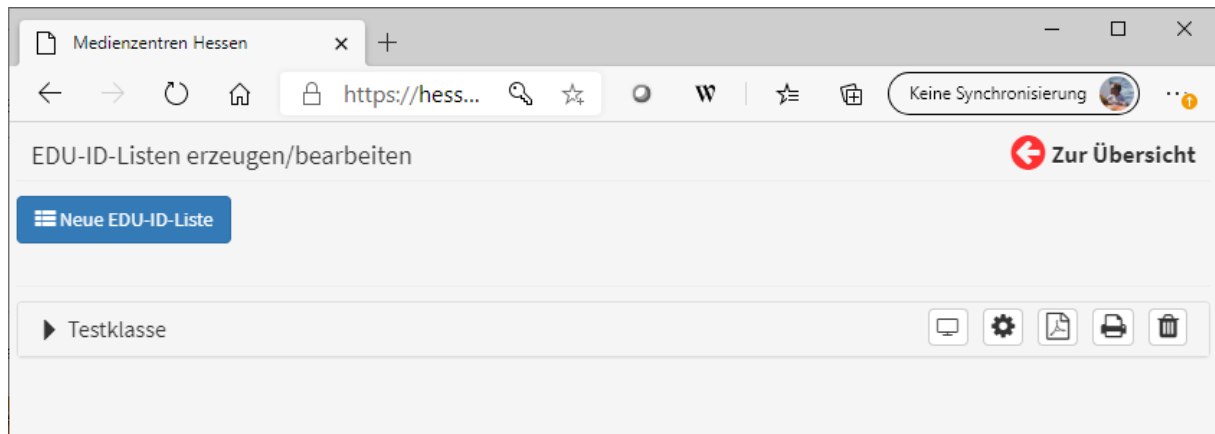 Medienzentren Hessen
https://hess...
W
Keine Synchronisierung
EDU-ID-Listen erzeugen/bearbeiten
Zur Übersicht
Neue EDU-ID-Liste
Testklasse